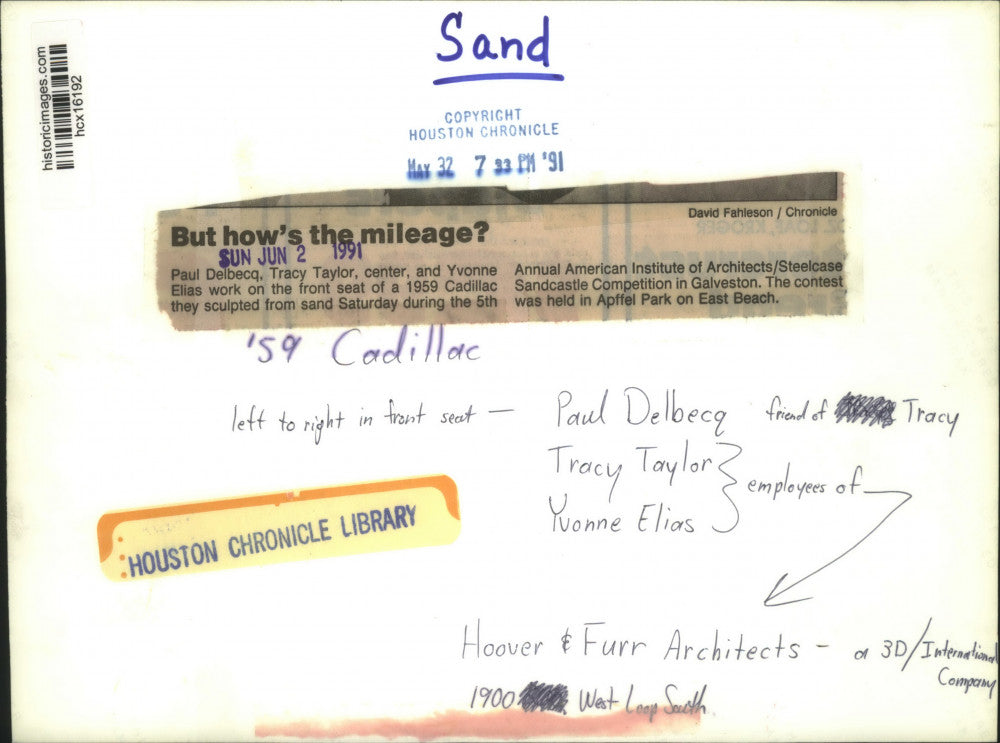 Sand
historicimages.com
hcx16192
COPYRIGHT
HOUSTON CHRONICLE
MAY 32 7 33 PM '91
David Fahleson / Chronicle
But how's the mileage?
SUN JUN 2 1991
Paul Delbecq, Tracy Taylor, center, and Yvonne
Elias work on the front seat of a 1959 Cadillac
they sculpted from sand Saturday during the 5th
Annual American Institute of Architects/Steelcase
Sandcastle Competition in Galveston. The contest
was held in Apffel Park on East Beach.
'59 Cadillac
left to right in front seat — Paul Delbecq friend of Tracy
Tracy Taylor
Yvonne Elias
employees of
HOUSTON CHRONICLE LIBRARY
Hoover & Furr Architects - a 3D/International
Company
1900 West Loop South